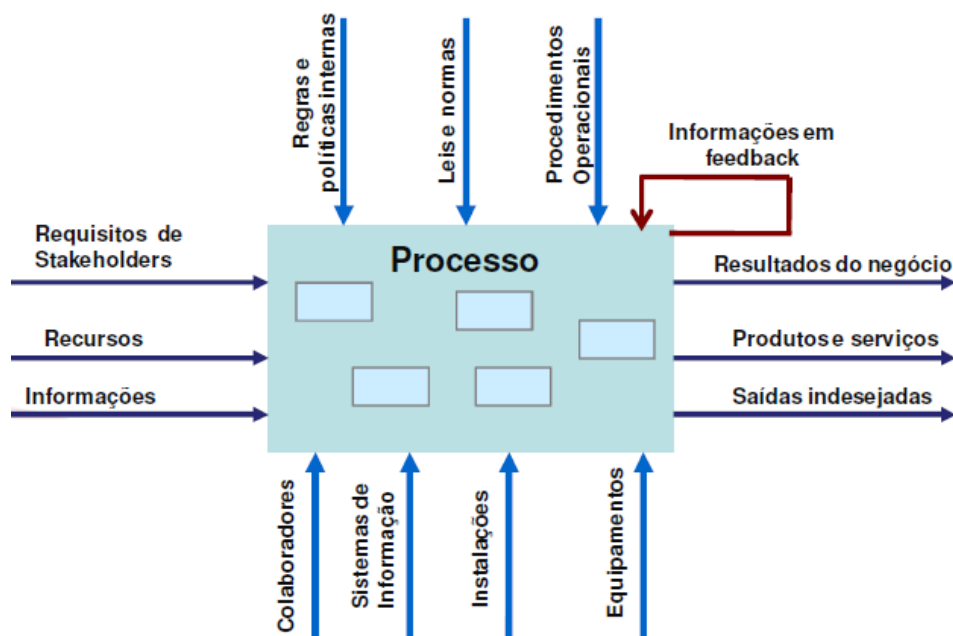 Regras e
políticas internas
Leis e normas
Procedimentos
Operacionais
Informações em
feedback
Requisitos de
Stakeholders
Processo
Resultados do negócio
Recursos
Produtos e serviços
Informações
Saídas indesejadas
Colaboradores
Sistemas de
Informação
Instalações
Equipamentos